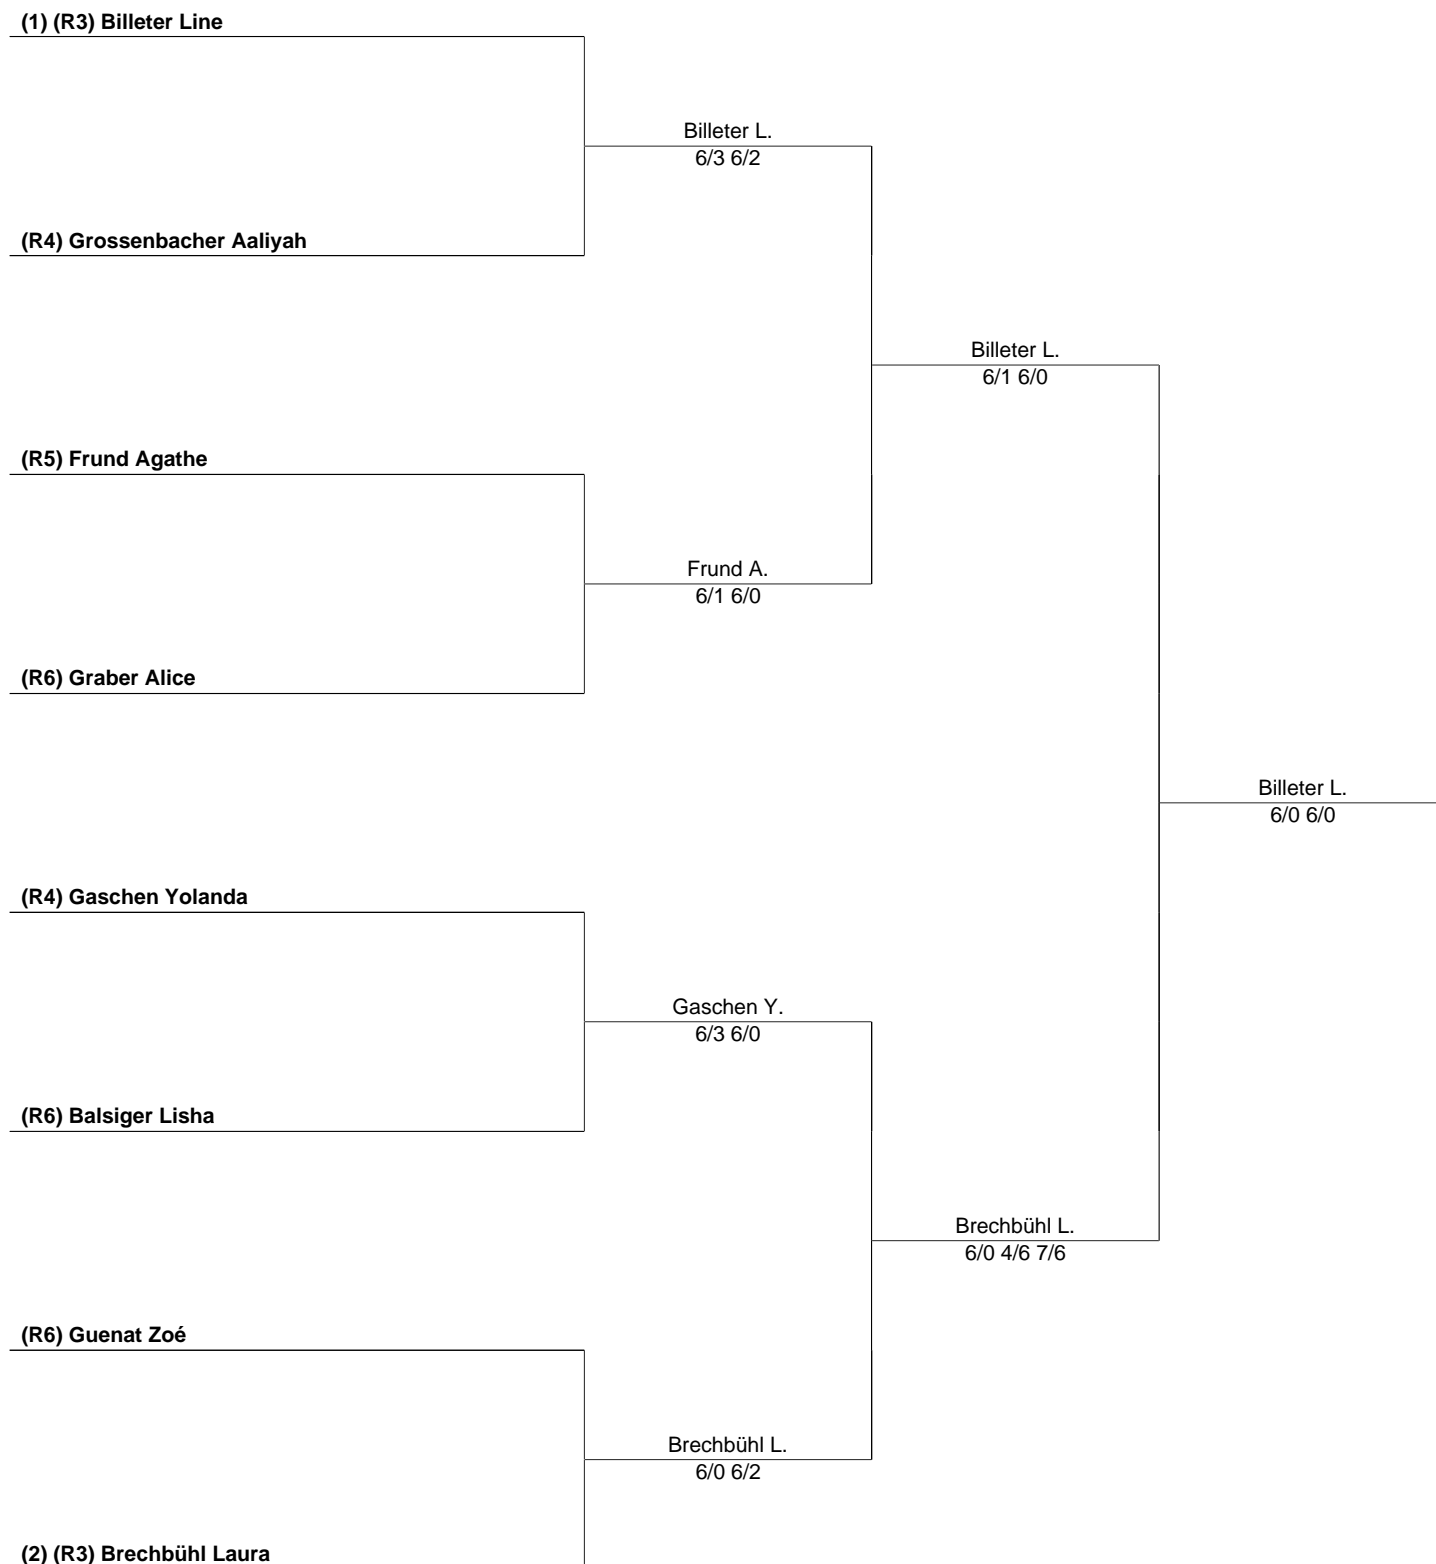 (1) (R3) Billeter Line
Billeter L.
6/3 6/2
(R4) Grossenbacher Aaliyah
Billeter L.
6/1 6/0
(R5) Frund Agathe
Frund A.
6/1 6/0
(R6) Graber Alice
Billeter L.
6/0 6/0
(R4) Gaschen Yolanda
Gaschen Y.
6/3 6/0
(R6) Balsiger Lisha
Brechbühl L.
6/0 4/6 7/6
(R6) Guenat Zoé
Brechbühl L.
6/0 6/2
(2) (R3) Brechbühl Laura